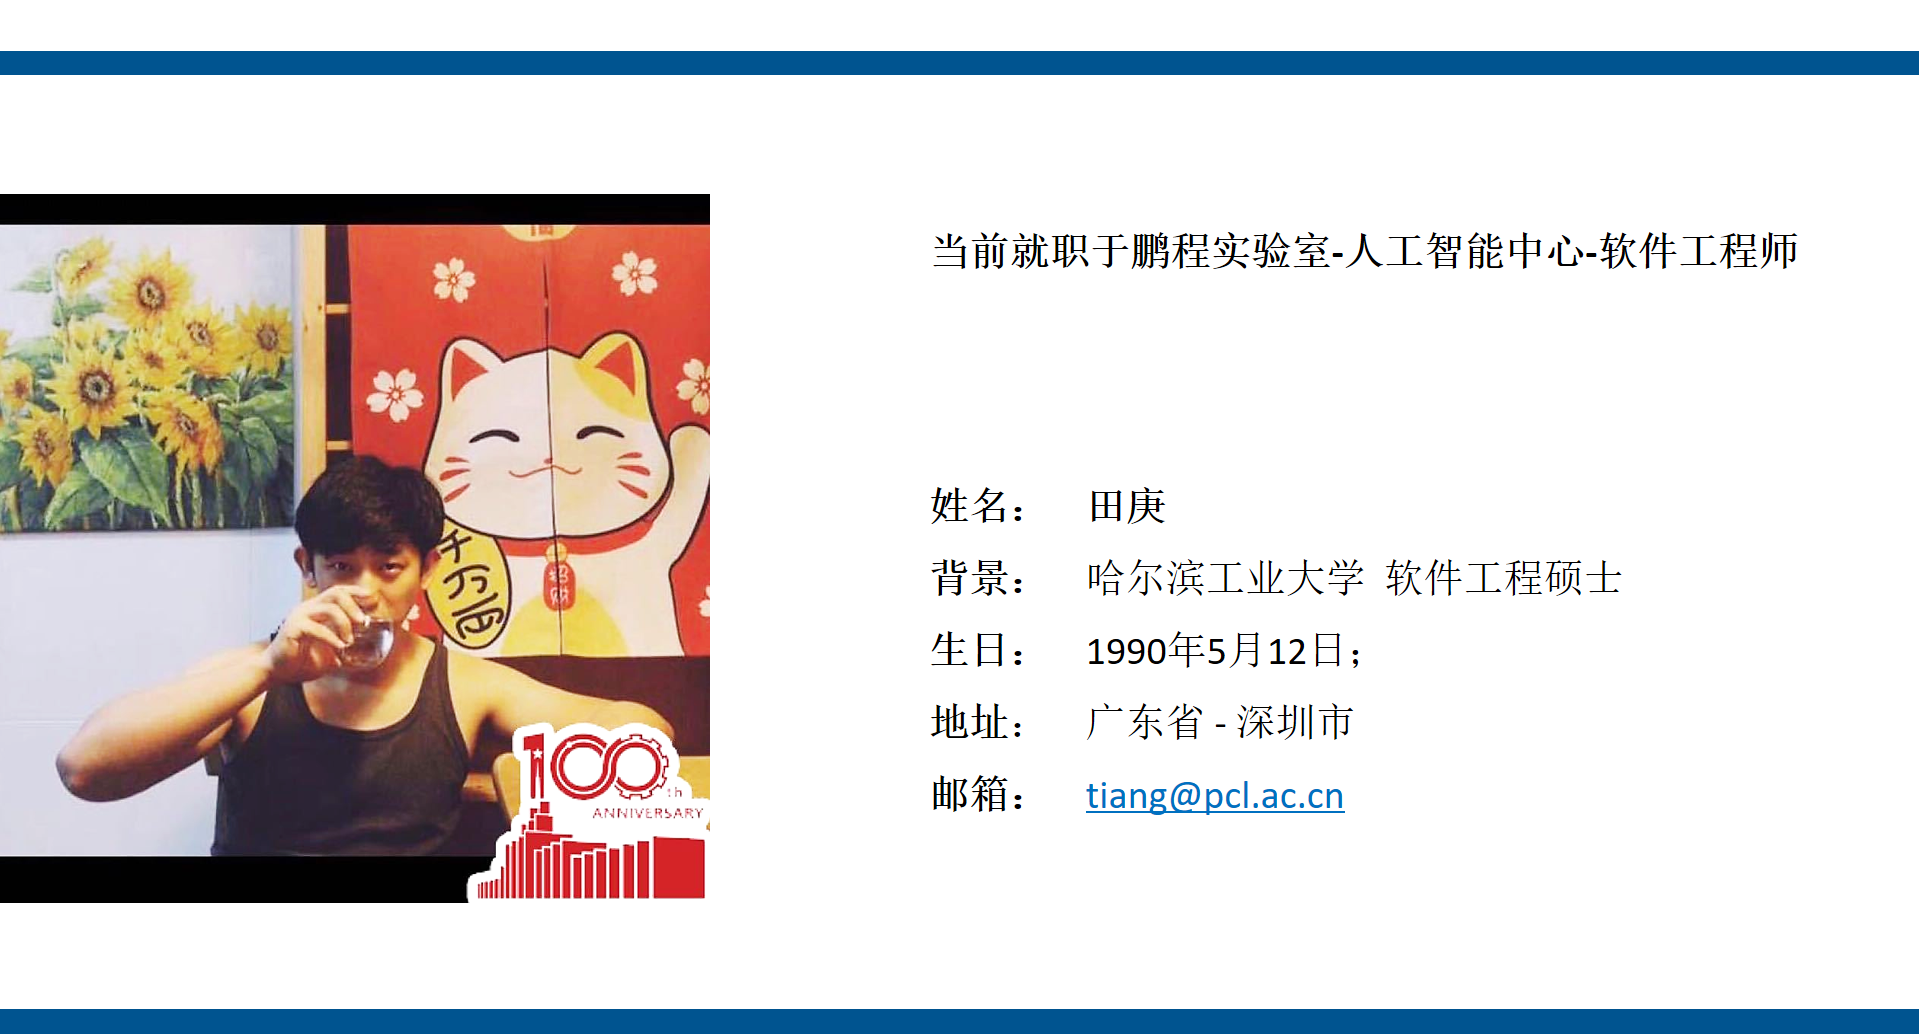 当前就职于鹏程实验室-人工智能中心-软件工程师
千万両
招财
100th
ANNIVERSARY
姓名： 田庚
背景： 哈尔滨工业大学 软件工程硕士
生日： 1990年5月12日；
地址： 广东省 - 深圳市
邮箱： tiang@pcl.ac.cn